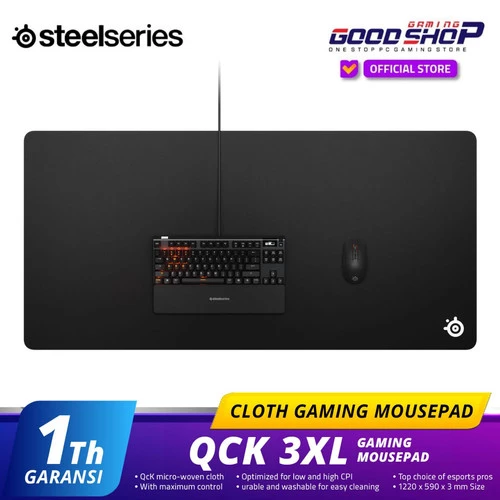 steelseries
GAMING
GOODSHOP
ONE STOP PC GAMING STORE
OFFICIAL STORE
steelseries
CLOTH GAMING MOUSEPAD
1Th
GARANSI
QCK 3XL GAMING MOUSEPAD
• QcK micro-woven cloth
• With maximum control
• Optimized for low and high CPI
• urable and washable for easy cleaning
• Top choice of esports pros
• 1220 x 590 x 3 mm Size